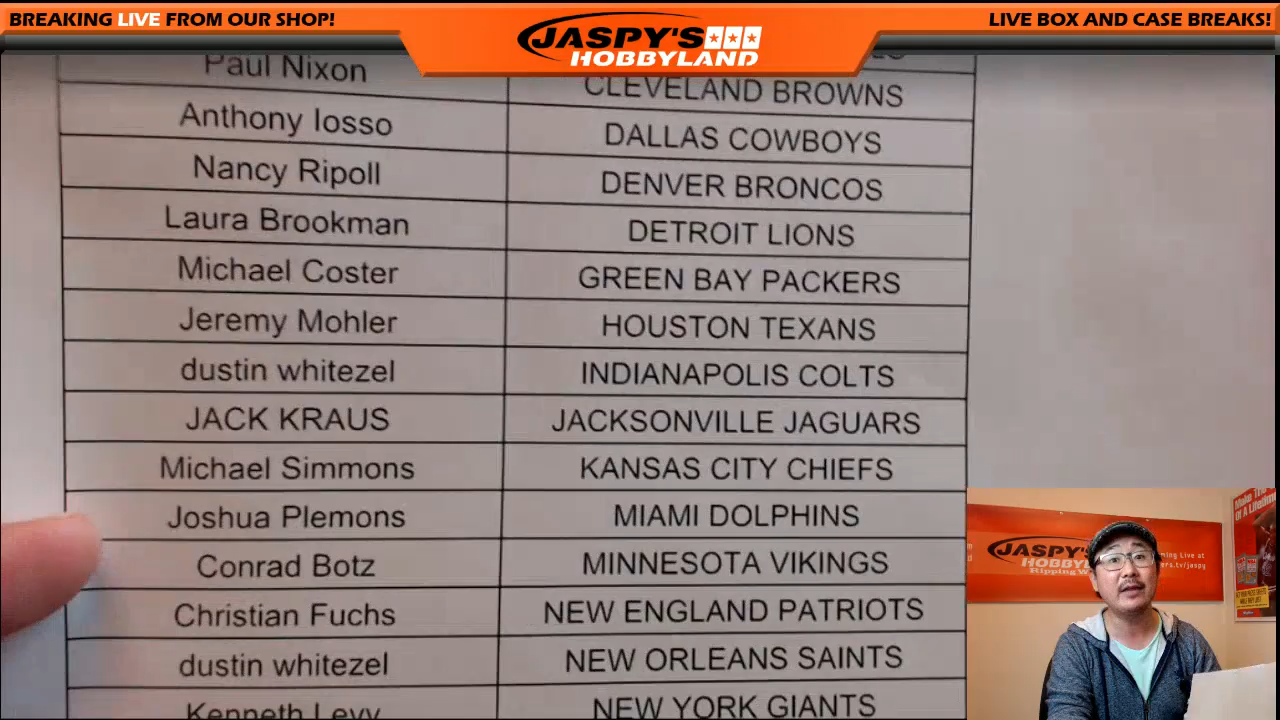 BREAKING LIVE FROM OUR SHOP!
JASPY'S
HOBBYLAND
LIVE BOX AND CASE BREAKS!
Paul Nixon CLEVELAND BROWNS
Anthony Iosso DALLAS COWBOYS
Nancy Ripoll DENVER BRONCOS
Laura Brookman DETROIT LIONS
Michael Coster GREEN BAY PACKERS
Jeremy Mohler HOUSTON TEXANS
dustin whitezel INDIANAPOLIS COLTS
JACK KRAUS JACKSONVILLE JAGUARS
Michael Simmons KANSAS CITY CHIEFS
Joshua Plemons MIAMI DOLPHINS
Conrad Botz MINNESOTA VIKINGS
Christian Fuchs NEW ENGLAND PATRIOTS
dustin whitezel NEW ORLEANS SAINTS
Kenneth Levy NEW YORK GIANTS
JASPY'S
HOBBYLAND
Live at